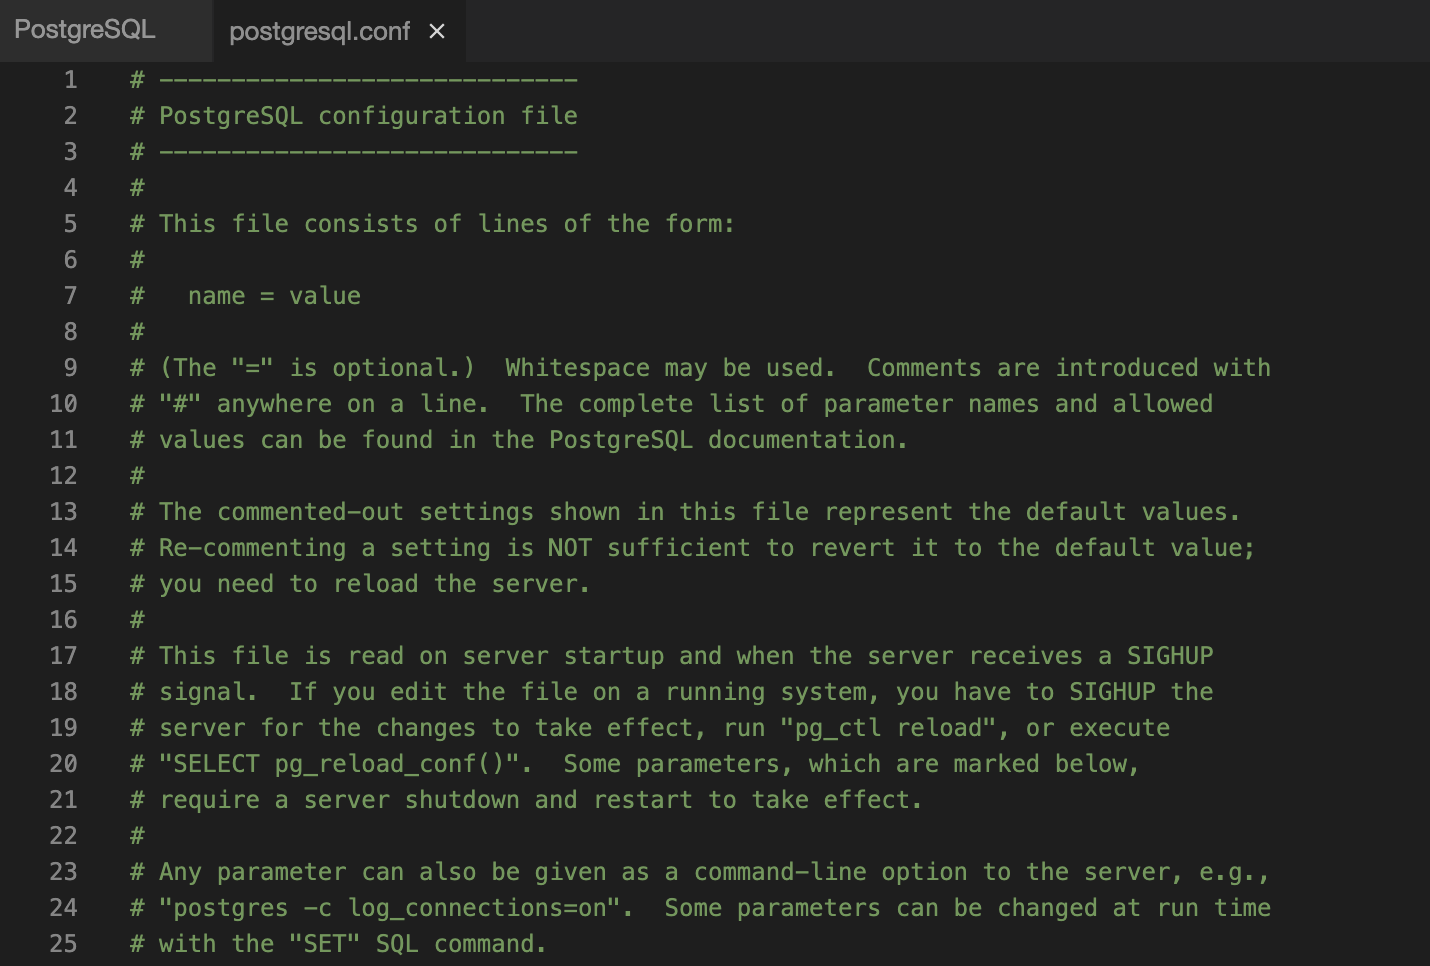 PostgreSQL
postgresql.conf ×
1 # -----------------------------
2 # PostgreSQL configuration file
3 # -----------------------------
4 #
5 # This file consists of lines of the form:
6 #
7 #   name = value
8 #
9 # (The "=" is optional.)  Whitespace may be used.  Comments are introduced with
10 # "#" anywhere on a line.  The complete list of parameter names and allowed
11 # values can be found in the PostgreSQL documentation.
12 #
13 # The commented-out settings shown in this file represent the default values.
14 # Re-commenting a setting is NOT sufficient to revert it to the default value;
15 # you need to reload the server.
16 #
17 # This file is read on server startup and when the server receives a SIGHUP
18 # signal.  If you edit the file on a running system, you have to SIGHUP the
19 # server for the changes to take effect, run "pg_ctl reload", or execute
20 # "SELECT pg_reload_conf()".  Some parameters, which are marked below,
21 # require a server shutdown and restart to take effect.
22 #
23 # Any parameter can also be given as a command-line option to the server, e.g.,
24 # "postgres -c log_connections=on".  Some parameters can be changed at run time
25 # with the "SET" SQL command.